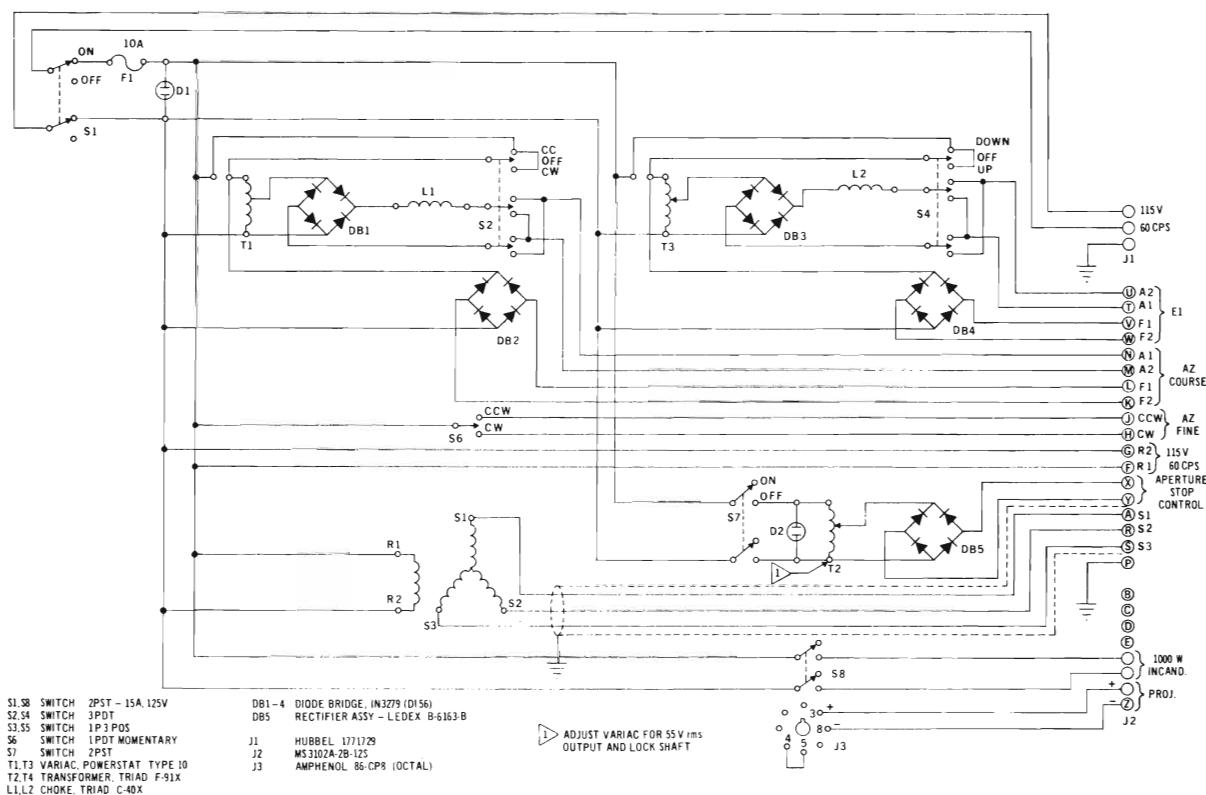 ON
10A
OFF
F1
D1
S1
CC
OFF
CW
DOWN
OFF
UP
L1
L2
S2
S4
T1
DB1
T3
DB3
115V
60 CPS
J1
DB2
DB4
U A2
T A1
V F1
W F2
E1
N A1
M A2
L F1
K F2
AZ
COURSE
S6
CCW
CW
J CCW
H CW
AZ
FINE
G R2
F R1
115V
60 CPS
X
Y
APERTURE
STOP
CONTROL
ON
OFF
S7
D2
T2
1
DB5
A S1
R S2
S S3
P
R1
R2
S1
S2
S3
B
C
D
E
S8
1000 W
INCAND.
+
- Z
PROJ.
J2
3 +
8 -
4
5
J3
S1,S8 SWITCH 2PST - 15A, 125V
S2,S4 SWITCH 3PDT
S3,S5 SWITCH 1P 3 POS
S6 SWITCH 1PDT MOMENTARY
S7 SWITCH 2PST
T1,T3 VARIAC, POWERSTAT TYPE 10
T2,T4 TRANSFORMER, TRIAD F-91X
L1,L2 CHOKE, TRIAD C-40X
DB1-4 DIODE BRIDGE, IN3279 (DI56)
DB5 RECTIFIER ASSY - LEDEX B-6163-B
J1 HUBBEL 1771729
J2 MS3102A-2B-12S
J3 AMPHENOL 86-CP8 (OCTAL)
1 ADJUST VARIAC FOR 55V rms
OUTPUT AND LOCK SHAFT